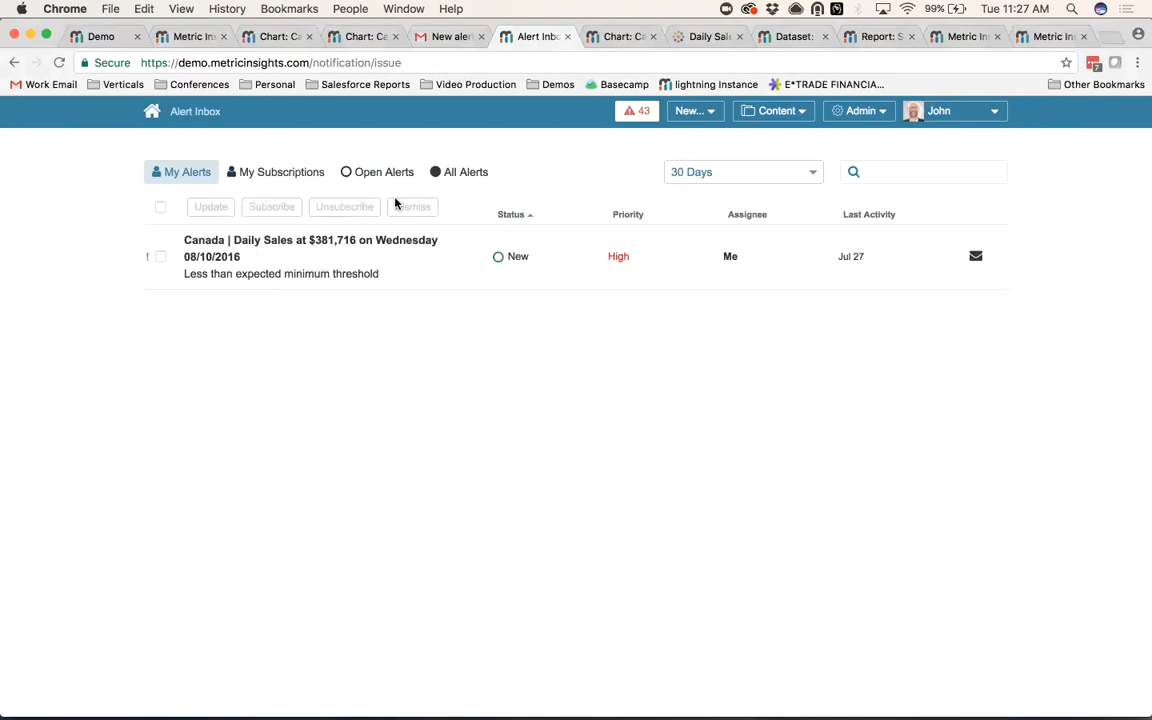 Chrome File Edit View History Bookmarks People Window Help 99% Tue 11:27 AM
Demo Metric Ins Chart: Ca Chart: Ca New aler Alert Inbo Chart: Ca Daily Sal Dataset: Report: S Metric In Metric In
Secure https://demo.metricinsights.com/notification/issue 7
Work Email Verticals Conferences Personal Salesforce Reports Video Production Demos Basecamp lightning Instance E*TRADE FINANCIA... Other Bookmarks
Alert Inbox 43 New... Content Admin John
My Alerts My Subscriptions Open Alerts All Alerts 30 Days
Update Subscribe Unsubscribe Dismiss
Status Priority Assignee Last Activity
Canada | Daily Sales at $381,716 on Wednesday
08/10/2016 New High Me Jul 27
Less than expected minimum threshold